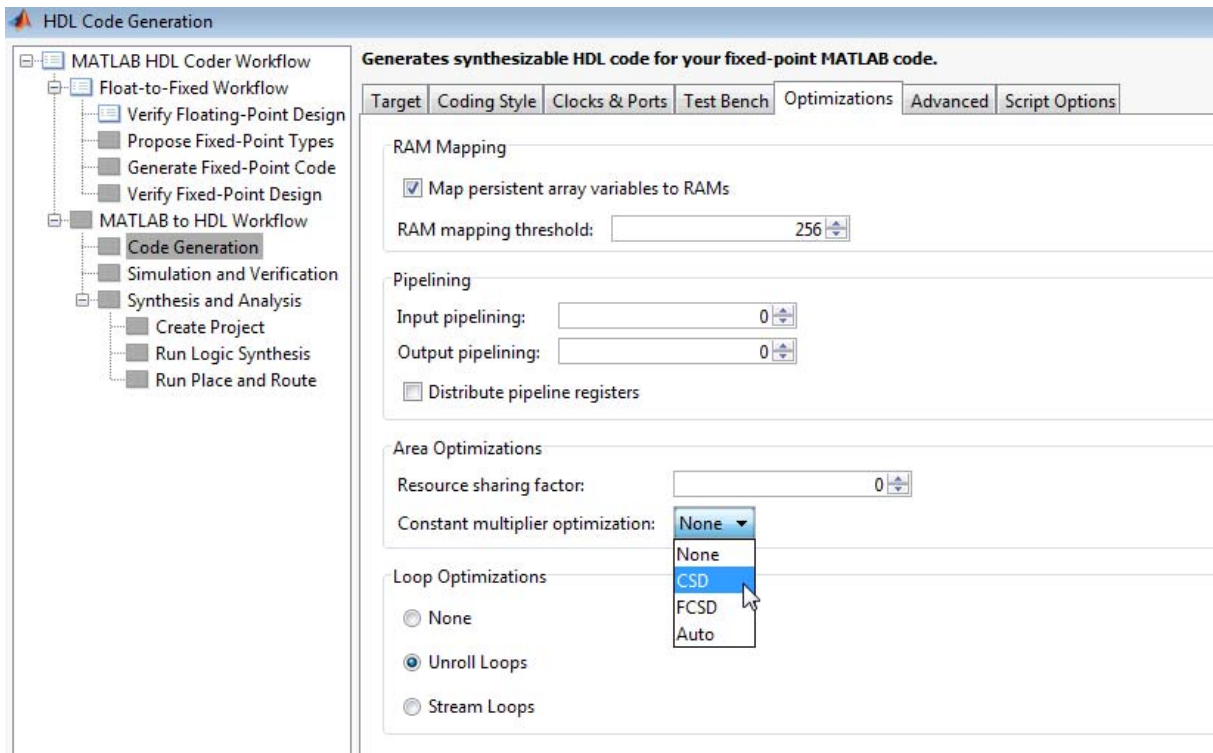 HDL Code Generation
MATLAB HDL Coder Workflow
Float-to-Fixed Workflow
Verify Floating-Point Design
Propose Fixed-Point Types
Generate Fixed-Point Code
Verify Fixed-Point Design
MATLAB to HDL Workflow
Code Generation
Simulation and Verification
Synthesis and Analysis
Create Project
Run Logic Synthesis
Run Place and Route
Generates synthesizable HDL code for your fixed-point MATLAB code.
Target Coding Style Clocks & Ports Test Bench Optimizations Advanced Script Options
RAM Mapping
Map persistent array variables to RAMs
RAM mapping threshold: 256
Pipelining
Input pipelining: 0
Output pipelining: 0
Distribute pipeline registers
Area Optimizations
Resource sharing factor: 0
Constant multiplier optimization: None
None
CSD
FCSD
Auto
Loop Optimizations
None
Unroll Loops
Stream Loops